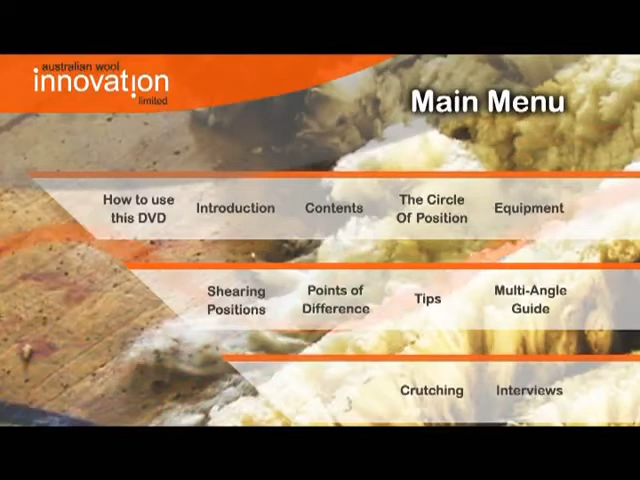 australian wool
innovation
limited
Main Menu
How to use
this DVD
Introduction
Contents
The Circle
Of Position
Equipment
Shearing
Positions
Points of
Difference
Tips
Multi-Angle
Guide
Crutching
Interviews